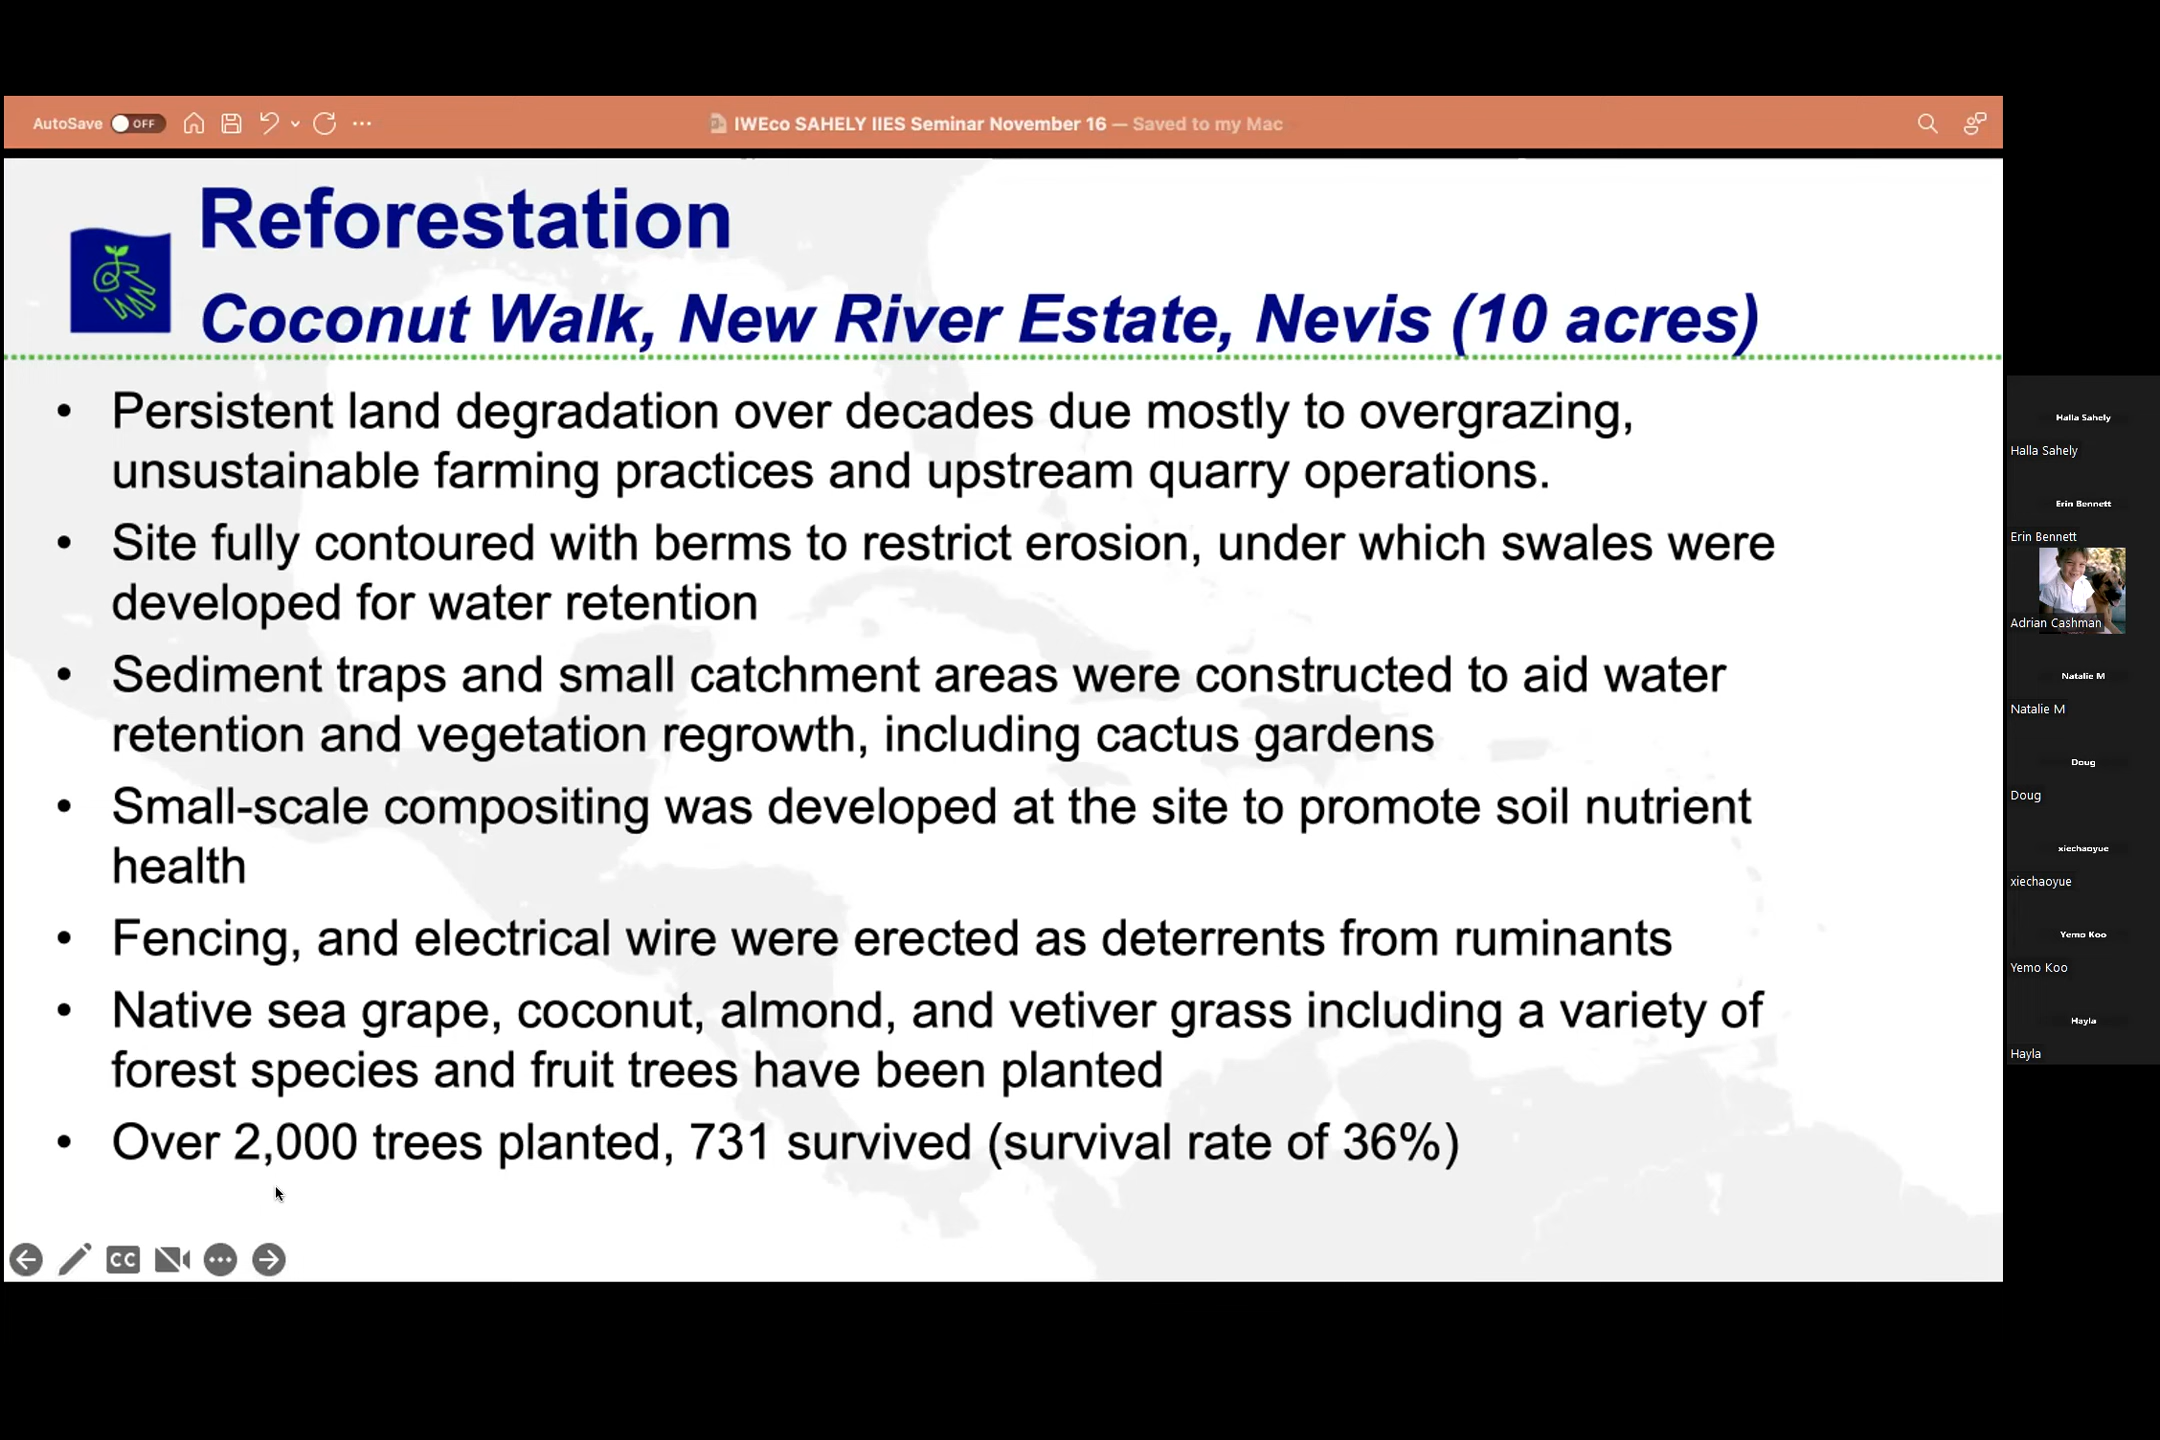 AutoSave OFF
IWEco SAHELY IIES Seminar November 16 — Saved to my Mac
Reforestation
Coconut Walk, New River Estate, Nevis (10 acres)
• Persistent land degradation over decades due mostly to overgrazing,
unsustainable farming practices and upstream quarry operations.
• Site fully contoured with berms to restrict erosion, under which swales were
developed for water retention
• Sediment traps and small catchment areas were constructed to aid water
retention and vegetation regrowth, including cactus gardens
• Small-scale compositing was developed at the site to promote soil nutrient
health
• Fencing, and electrical wire were erected as deterrents from ruminants
• Native sea grape, coconut, almond, and vetiver grass including a variety of
forest species and fruit trees have been planted
• Over 2,000 trees planted, 731 survived (survival rate of 36%)
CC
Halla Sahely
Halla Sahely
Erin Bennett
Erin Bennett
Adrian Cashman
Natalie M
Natalie M
Doug
Doug
xiechaoyue
xiechaoyue
Yemo Koo
Yemo Koo
Hayla
Hayla